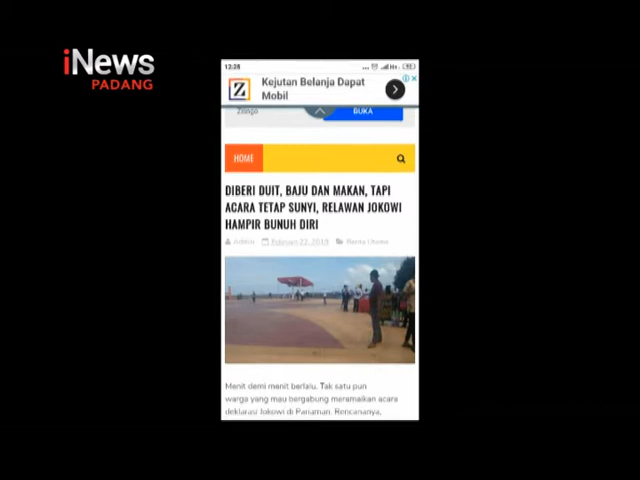 iNews
PADANG
12:28
Z
Kejutan Belanja Dapat
Mobil
Zilingo
BUKA
HOME
DIBERI DUIT, BAJU DAN MAKAN, TAPI
ACARA TETAP SUNYI, RELAWAN JOKOWI
HAMPIR BUNUH DIRI
Admin Februari 22, 2019 Berita Utama
Menit demi menit berlalu. Tak satu pun
warga yang mau bergabung meramaikan acara
deklarasi Jokowi di Pariaman. Rencananya,